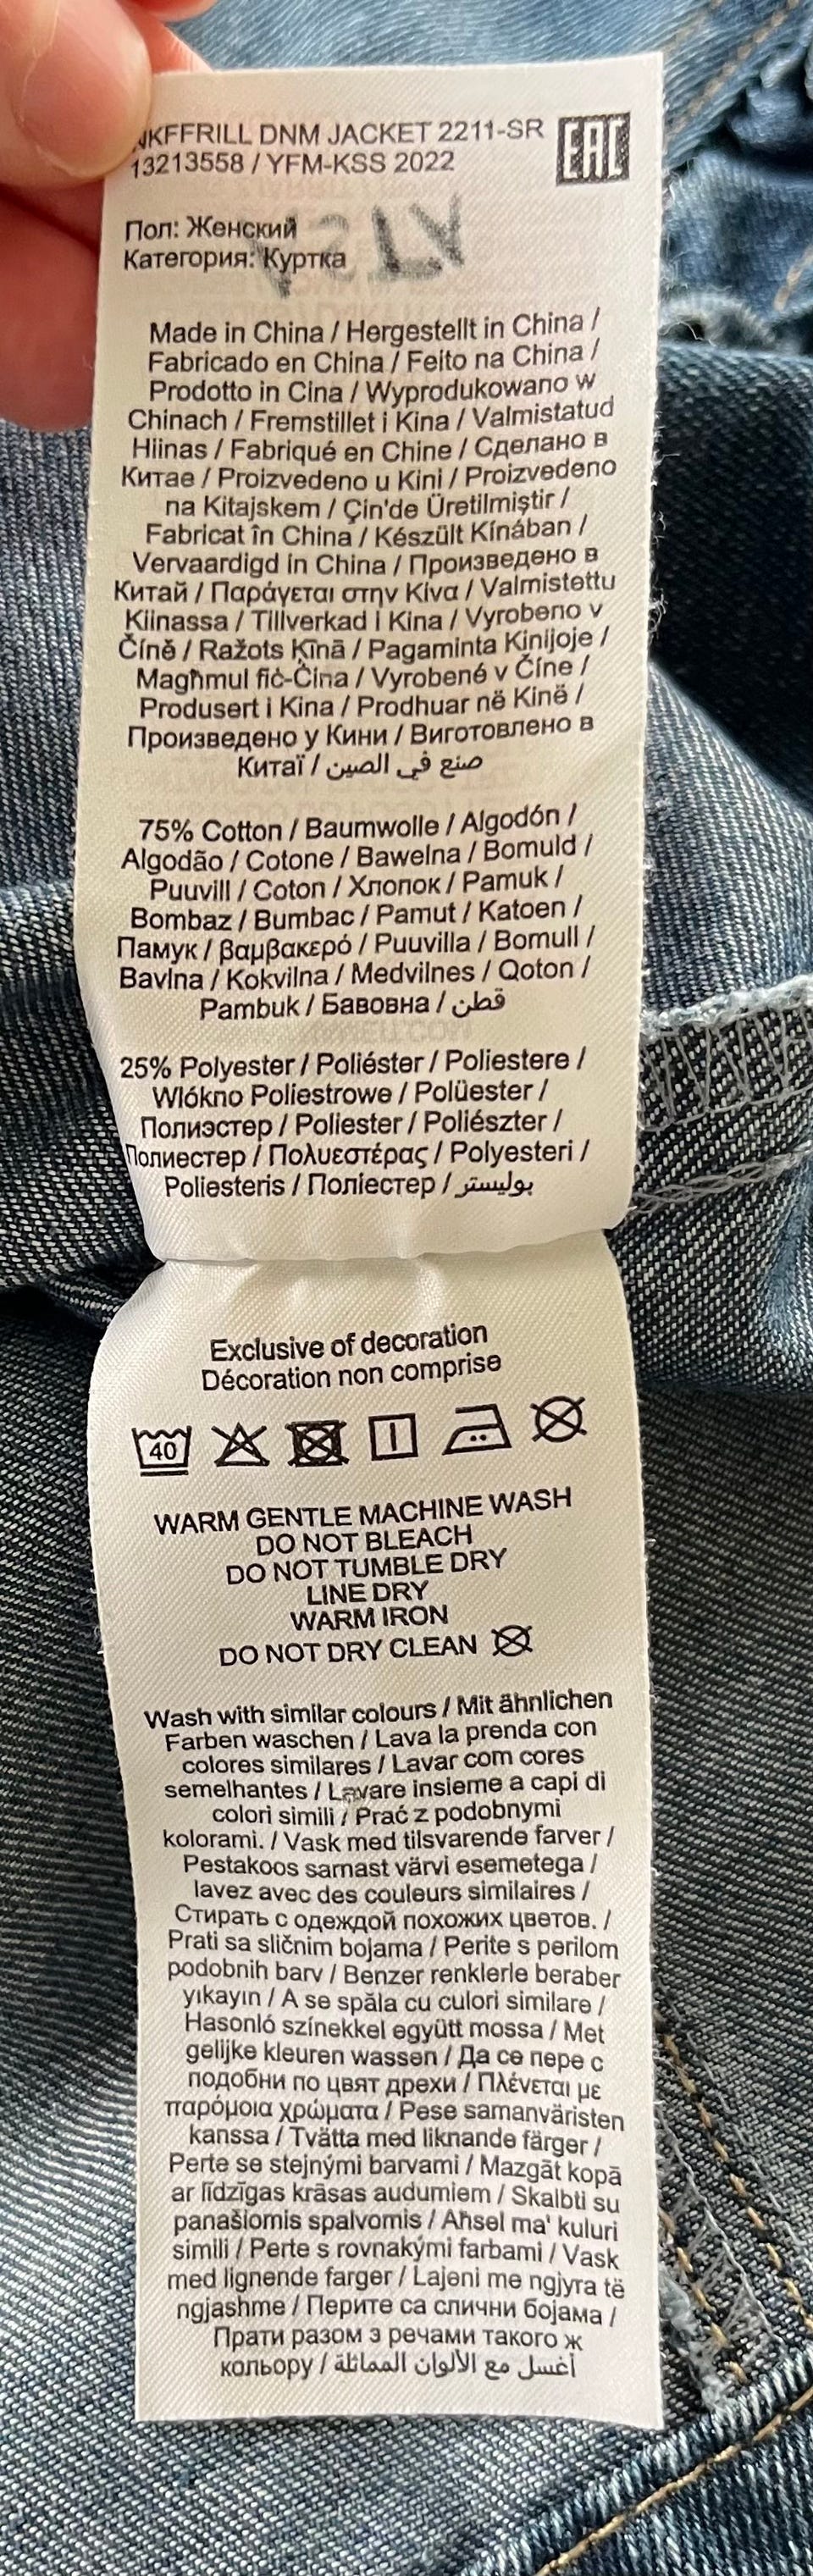 NKFFRILL DNM JACKET 2211-SR
13213558 / YFM-KSS 2022
EAC
Пол: Женский
Категория: Куртка
Made in China / Hergestellt in China /
Fabricado en China / Feito na China /
Prodotto in Cina / Wyprodukowano w
Chinach / Fremstillet i Kina / Valmistatud
Hiinas / Fabriqué en Chine / Сделано в
Китае / Proizvedeno u Kini / Proizvedeno
na Kitajskem / Çin'de Üretilmiştir /
Fabricat în China / Készült Kínában /
Vervaardigd in China / Произведено в
Китай / Παράγεται στην Κίνα / Valmistettu
Kiinassa / Tillverkad i Kina / Vyrobeno v
Číně / Ražots Ķīnā / Pagaminta Kinijoje /
Magħmul fiċ-Ċina / Vyrobené v Číne /
Produsert i Kina / Prodhuar në Kinë /
Произведено у Кини / Виготовлено в
Китаї / صنع في الصين
75% Cotton / Baumwolle / Algodón /
Algodão / Cotone / Bawełna / Bomuld /
Puuvill / Coton / Хлопок / Pamuk /
Bombaz / Bumbac / Pamut / Katoen /
Памук / βαμβακερό / Puuvilla / Bomull /
Bavlna / Kokvilna / Medvilnes / Qoton /
Pambuk / Бавовна / قطن
25% Polyester / Poliéster / Poliestere /
Włókno Poliestrowe / Polüester /
Полиэстер / Poliester / Poliészter /
Полиестер / Πολυεστέρας / Polyesteri /
Poliesteris / Поліестер / بوليستر
Exclusive of decoration
Décoration non comprise
40
WARM GENTLE MACHINE WASH
DO NOT BLEACH
DO NOT TUMBLE DRY
LINE DRY
WARM IRON
DO NOT DRY CLEAN
Wash with similar colours / Mit ähnlichen
Farben waschen / Lava la prenda con
colores similares / Lavar com cores
semelhantes / Lavare insieme a capi di
colori simili / Prać z podobnymi
kolorami. / Vask med tilsvarende farver /
Pestakoos sarnast värvi esemetega /
lavez avec des couleurs similaires /
Стирать с одеждой похожих цветов. /
Prati sa sličnim bojama / Perite s perilom
podobnih barv / Benzer renklerle beraber
yıkayın / A se spăla cu culori similare /
Hasonló színekkel együtt mossa / Met
gelijke kleuren wassen / Да се пере с
подобни по цвят дрехи / Πλένεται με
παρόμοια χρώματα / Pese samanväristen
kanssa / Tvätta med liknande färger /
Perte se stejnými barvami / Mazgāt kopā
ar līdzīgas krāsas audumiem / Skalbti su
panašiomis spalvomis / Aħsel ma' kuluri
simili / Perte s rovnakými farbami / Vask
med lignende farger / Lajeni me ngjyra të
ngjashme / Перите са слични бојама /
Прати разом з речами такого ж
кольору / أغسل مع الألوان المماثلة